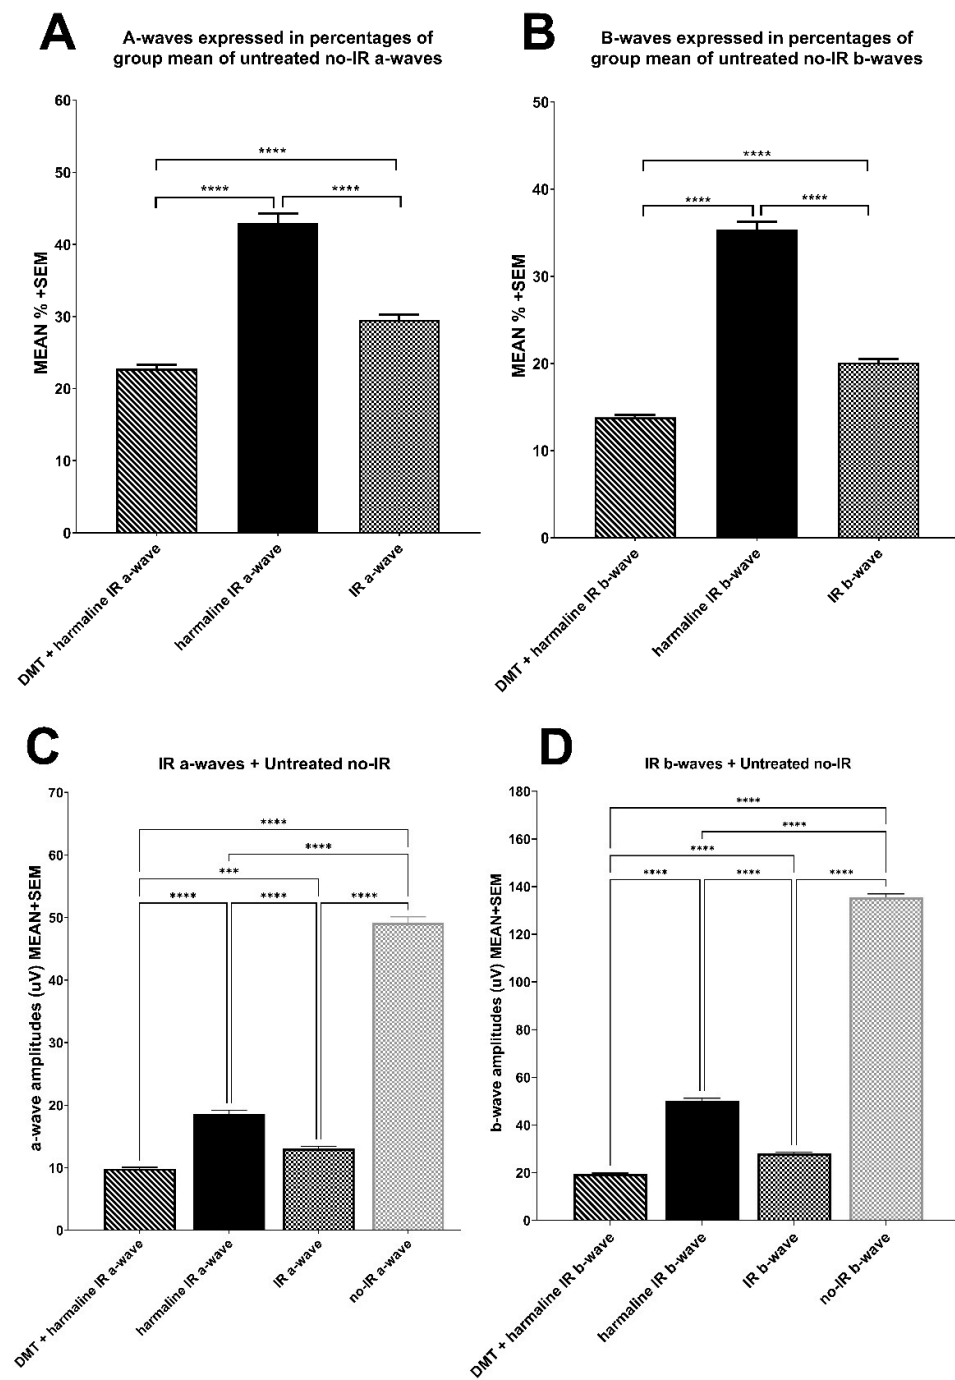 A
A-waves expressed in percentages of
group mean of untreated no-IR a-waves
MEAN % +SEM
60
50
40
30
20
10
0
****
****
****
DMT + harmaline IR a-wave
harmaline IR a-wave
IR a-wave
B
B-waves expressed in percentages of
group mean of untreated no-IR b-waves
MEAN % +SEM
50
40
30
20
10
0
****
****
****
DMT + harmaline IR b-wave
harmaline IR b-wave
IR b-wave
C
IR a-waves + Untreated no-IR
a-wave amplitudes (uV) MEAN+SEM
70
60
50
40
30
20
10
0
****
****
***
****
****
****
DMT + harmaline IR a-wave
harmaline IR a-wave
IR a-wave
no-IR a-wave
D
IR b-waves + Untreated no-IR
b-wave amplitudes (uV) MEAN+SEM
180
160
140
120
100
80
60
40
20
0
****
****
****
****
****
****
DMT + harmaline IR b-wave
harmaline IR b-wave
IR b-wave
no-IR b-wave